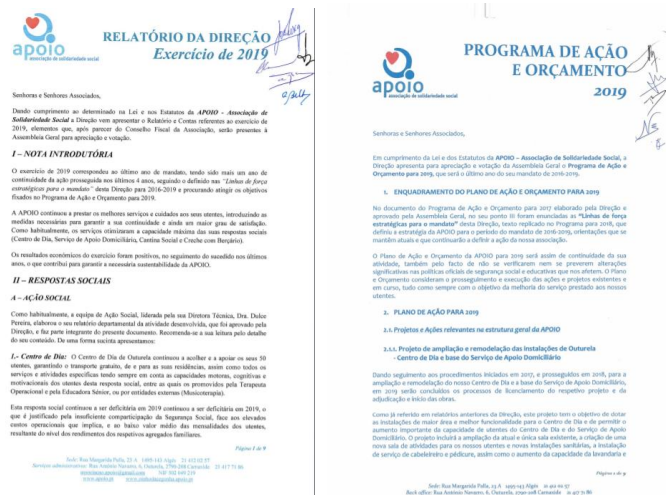 apoio
associação de solidariedade social
RELATÓRIO DA DIREÇÃO
Exercício de 2019
Senhoras e Senhores Associados,
Dando cumprimento ao determinado na Lei e nos Estatutos da APOIO - Associação de
Solidariedade Social a Direção vem apresentar o Relatório e Contas referentes ao exercício de
2019, elementos que, após parecer do Conselho Fiscal da Associação, serão presentes à
Assembleia Geral para apreciação e votação.
I – NOTA INTRODUTÓRIA
O exercício de 2019 correspondeu ao último ano de mandato, tendo sido mais um ano de
continuidade da ação prosseguida nos últimos 4 anos, seguindo o definido nas "Linhas de força
estratégicas para o mandato" desta Direção para 2016-2019 e procurando atingir os objetivos
fixados no Programa de Ação e Orçamento para 2019.
A APOIO continuou a prestar os melhores serviços e cuidados aos seus utentes, introduzindo as
medidas necessárias para garantir a sua continuidade e ainda um maior grau de satisfação.
Como habitualmente, os serviços otimizaram a capacidade máxima das suas respostas sociais
(Centro de Dia, Serviço de Apoio Domiciliário, Cantina Social e Creche com Berçário).
Os resultados económicos do exercício foram positivos, no seguimento do sucedido nos últimos
anos, o que contribui para garantir a necessária sustentabilidade da APOIO.
II – RESPOSTAS SOCIAIS
A – AÇÃO SOCIAL
Como habitualmente, a equipa de Ação Social, liderada pela sua Diretora Técnica, Dra. Dulce
Pereira, elaborou o seu relatório departamental da atividade desenvolvida, que foi aprovado pela
Direção, e faz parte integrante do presente documento. Recomenda-se a sua leitura pelo detalhe
do seu conteúdo. De uma forma sucinta apresentamos:
1.- Centro de Dia: O Centro de Dia de Outurela continuou a acolher e a apoiar os seus 50
utentes, garantindo o transporte gratuito, de e para as suas residências, assim como todos os
serviços e atividades específicas tendo sempre em conta as capacidades motoras, cognitivas e
motivacionais dos utentes desta resposta social, entre as quais os promovidos pela Terapeuta
Operacional e pela Educadora Sénior, ou por entidades externas (Musicoterapia).
Esta resposta social continuou a ser deficitária em 2019 continuou a ser deficitária em 2019, o
que é justificado pela insuficiente comparticipação da Segurança Social, face aos elevados
custos operacionais que implica, e ao baixo valor médio das mensalidades dos utentes,
resultante do nível dos rendimentos dos respetivos agregados familiares.
Página 1 de 9
apoio
associação de solidariedade social
PROGRAMA DE AÇÃO
E ORÇAMENTO
2019
Senhoras e Senhores Associados,
Em cumprimento da Lei e dos Estatutos da APOIO – Associação de Solidariedade Social, a
Direção apresenta para apreciação e votação da Assembleia Geral o Programa de Ação e
Orçamento para 2019, que será o último ano do seu mandato de 2016-2019.
1. ENQUADRAMENTO DO PLANO DE AÇÃO E ORÇAMENTO PARA 2019
No documento do Programa de Ação e Orçamento para 2017 elaborado pela Direção e
aprovado pela Assembleia Geral, no seu ponto III foram enunciadas as "Linhas de força
estratégicas para o mandato" desta Direção, texto replicado no Programa para 2018, que
definiu a estratégia da APOIO para o período do mandato de 2016-2019, orientações que se
mantêm atuais e que continuarão a definir a ação da nossa associação.
O Plano de Ação e Orçamento da APOIO para 2019 será assim de continuidade da sua
atividade, também pelo facto de não se verificarem nem se preverem alterações
significativas nas políticas oficiais de segurança social e educativas que nos afetem. O Plano
e Orçamento consideram o prosseguimento e execução das ações e projetos existentes e
em curso, tudo como sempre com o objetivo da melhoria do serviço prestado aos nossos
utentes.
2. PLANO DE AÇÃO PARA 2019
2.1. Projetos e Ações relevantes na estrutura geral da APOIO
2.1.1. Projeto de ampliação e remodelação das instalações de Outurela
- Centro de Dia e base do Serviço de Apoio Domiciliário
Dando seguimento aos procedimentos iniciados em 2017, e prosseguidos em 2018, para a
ampliação e remodelação do nosso Centro de Dia e a base do Serviço de Apoio Domiciliário,
em 2019 serão concluídos os processos de licenciamento do respetivo projeto e da
adjudicação e início das obras.
Como já referido em relatórios anteriores da Direção, este projeto tem o objetivo de dotar
as instalações de maior área e melhor funcionalidade para o Centro de Dia e de permitir o
aumento importante da capacidade de utentes do Centro de Dia e do Serviço de Apoio
Domiciliário. O projeto incluirá a ampliação da atual e única sala existente, a criação de uma
nova sala de atividades para os nossos utentes e novas instalações sanitárias, a instalação
de serviço de cabeleireiro e pédicure, assim como o aumento da capacidade da lavandaria e
Página 1 de 9